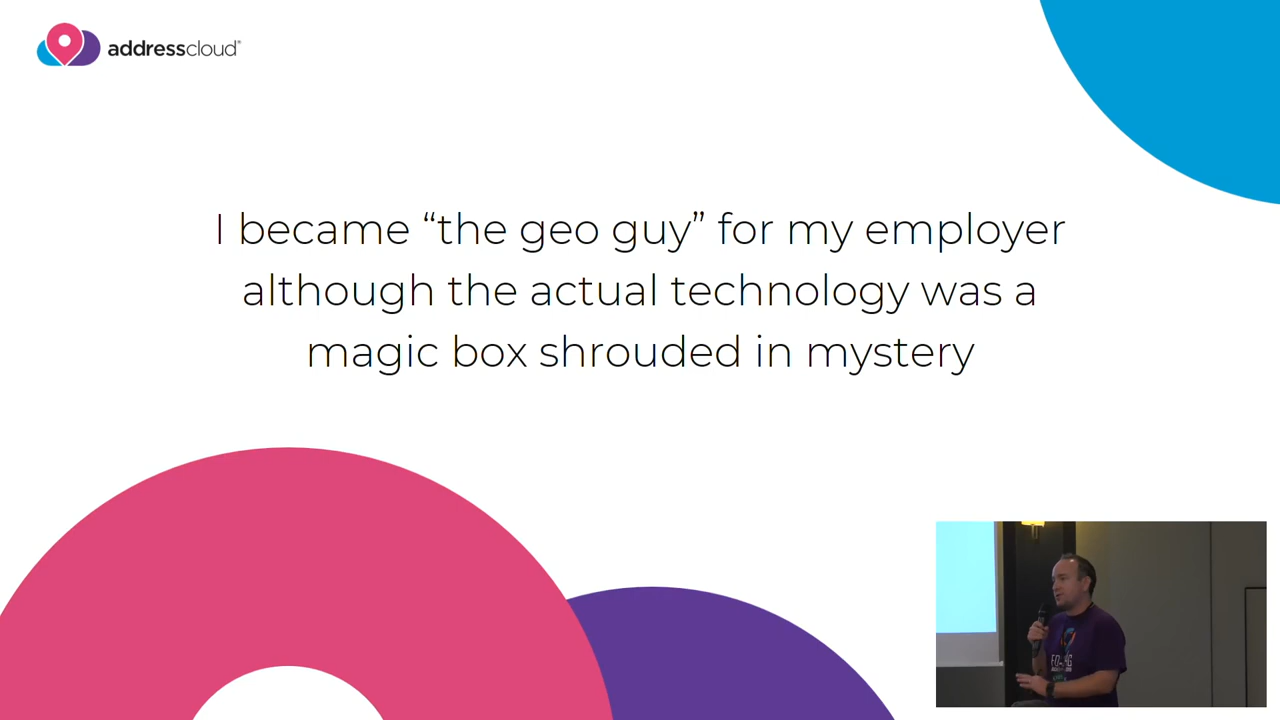 addresscloud®
I became “the geo guy” for my employer
although the actual technology was a
magic box shrouded in mystery